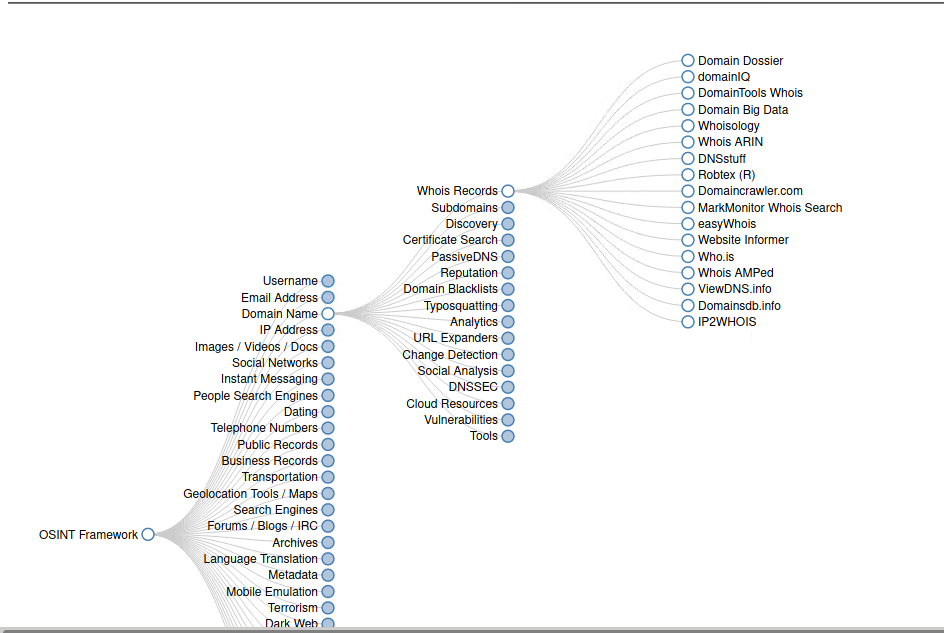 OSINT Framework
Username
Email Address
Domain Name
IP Address
Images / Videos / Docs
Social Networks
Instant Messaging
People Search Engines
Dating
Telephone Numbers
Public Records
Business Records
Transportation
Geolocation Tools / Maps
Search Engines
Forums / Blogs / IRC
Archives
Language Translation
Metadata
Mobile Emulation
Terrorism
Dark Web
Whois Records
Subdomains
Discovery
Certificate Search
PassiveDNS
Reputation
Domain Blacklists
Typosquatting
Analytics
URL Expanders
Change Detection
Social Analysis
DNSSEC
Cloud Resources
Vulnerabilities
Tools
Domain Dossier
domainIQ
DomainTools Whois
Domain Big Data
Whoisology
Whois ARIN
DNSstuff
Robtex (R)
Domaincrawler.com
MarkMonitor Whois Search
easyWhois
Website Informer
Who.is
Whois AMPed
ViewDNS.info
Domainsdb.info
IP2WHOIS